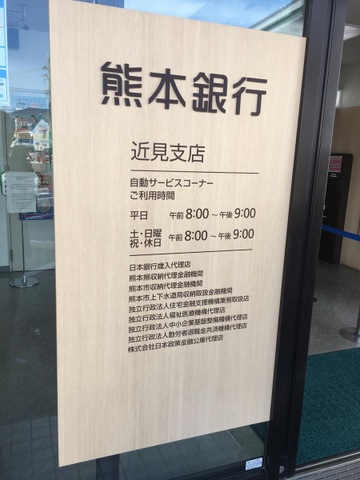 熊本銀行
近見支店
自動サービスコーナー
ご利用時間
平日 午前8:00～午後9:00
土・日曜
祝・休日 午前8:00～午後9:00
日本銀行歳入代理店
熊本県収納代理金融機関
熊本市収納代理金融機関
熊本市上下水道局収納取扱金融機関
独立行政法人住宅金融支援機構業務取扱店
独立行政法人福祉医療機構代理店
独立行政法人中小企業基盤整備機構代理店
独立行政法人勤労者退職金共済機構代理店
株式会社日本政策金融公庫代理店